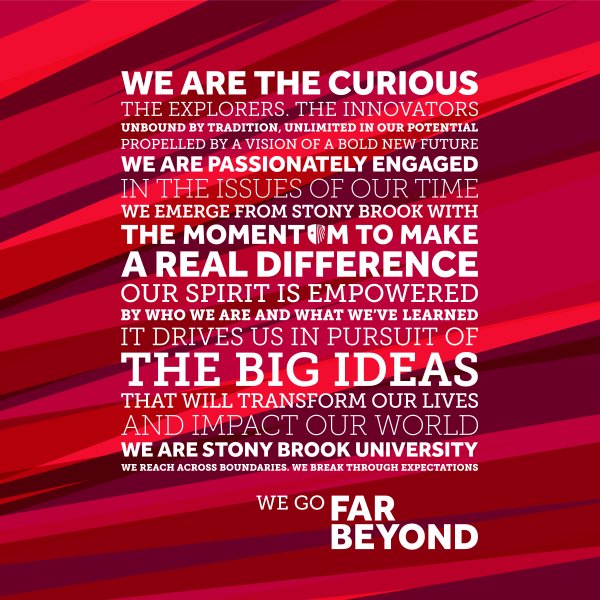 WE ARE THE CURIOUS
THE EXPLORERS. THE INNOVATORS
UNBOUND BY TRADITION, UNLIMITED IN OUR POTENTIAL
PROPELLED BY A VISION OF A BOLD NEW FUTURE
WE ARE PASSIONATELY ENGAGED
IN THE ISSUES OF OUR TIME
WE EMERGE FROM STONY BROOK WITH
THE MOMENTUM TO MAKE
A REAL DIFFERENCE
OUR SPIRIT IS EMPOWERED
BY WHO WE ARE AND WHAT WE'VE LEARNED
IT DRIVES US IN PURSUIT OF
THE BIG IDEAS
THAT WILL TRANSFORM OUR LIVES
AND IMPACT OUR WORLD
WE ARE STONY BROOK UNIVERSITY
WE REACH ACROSS BOUNDARIES. WE BREAK THROUGH EXPECTATIONS
WE GO FAR
BEYOND